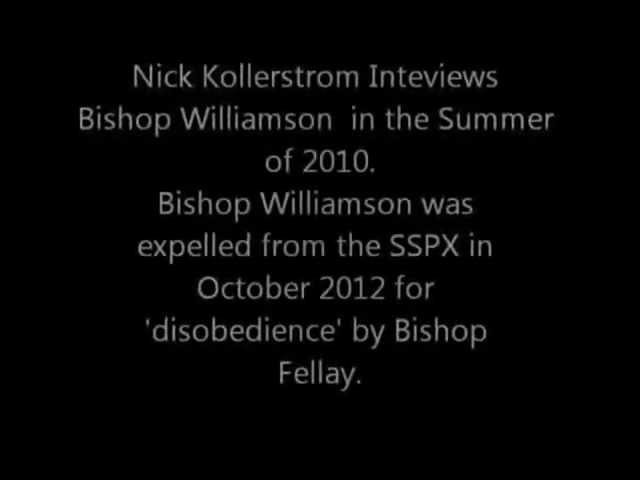 Nick Kollerstrom Inteviews
Bishop Williamson in the Summer
of 2010.
Bishop Williamson was
expelled from the SSPX in
October 2012 for
'disobedience' by Bishop
Fellay.